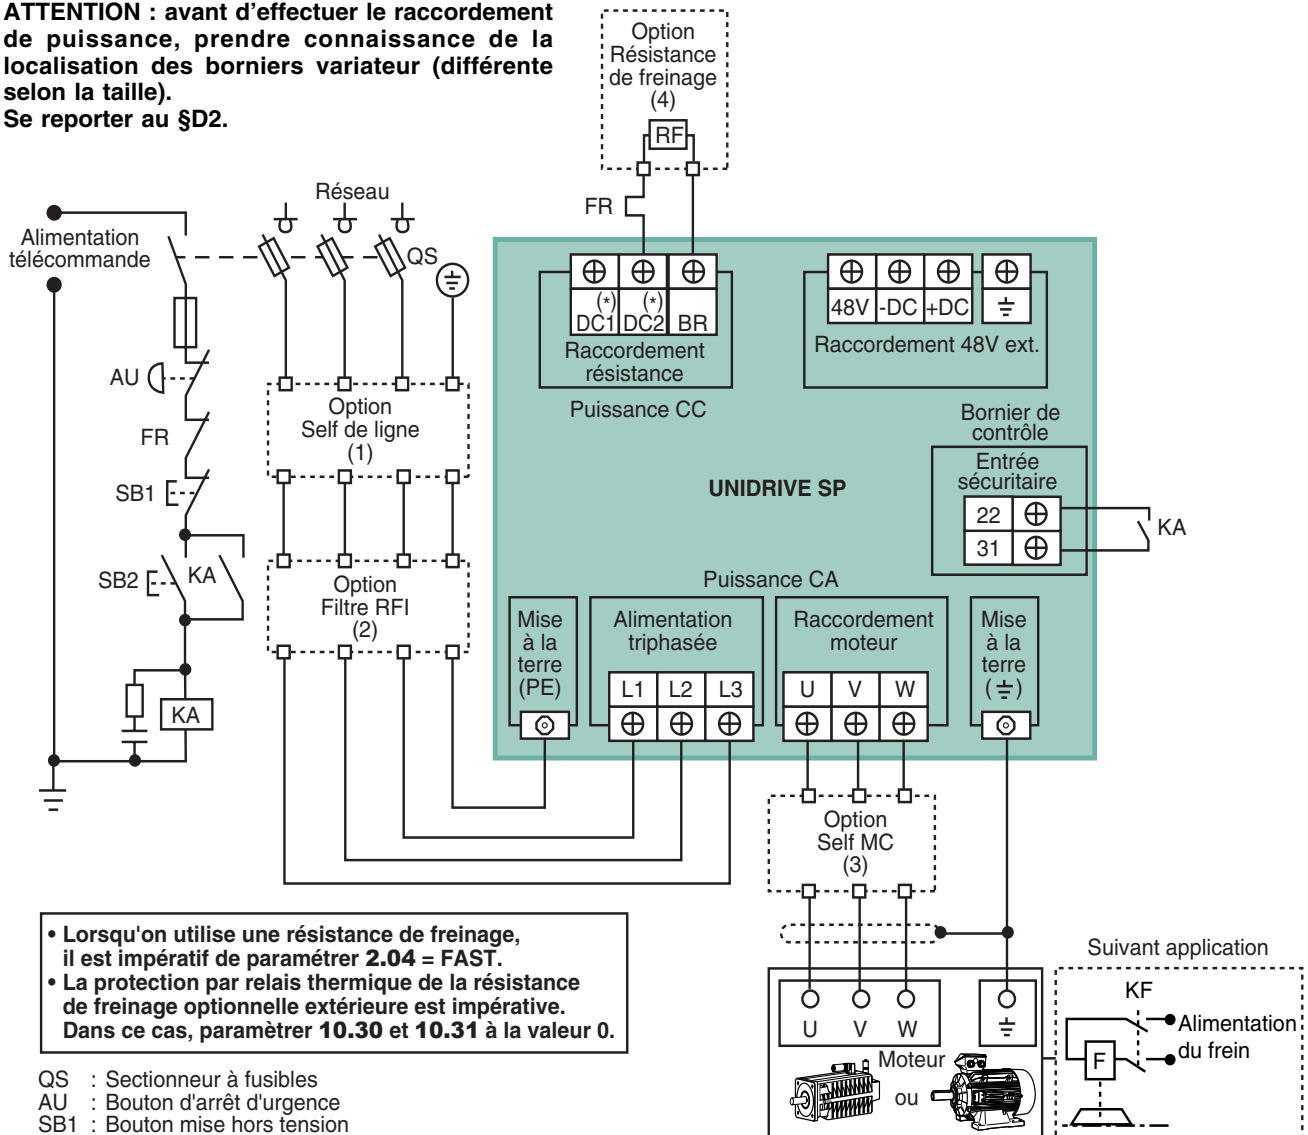 ATTENTION : avant d'effectuer le raccordement
de puissance, prendre connaissance de la
localisation des borniers variateur (différente
selon la taille).
Se reporter au §D2.
Option
Résistance
de freinage
(4)
RF
FR
Réseau
Alimentation
télécommande
QS
(*)
(*)
DC1
DC2
BR
Raccordement
résistance
Puissance CC
48V
-DC
+DC
Raccordement 48V ext.
AU
FR
SB1
SB2
KA
KA
Option
Self de ligne
(1)
Option
Filtre RFI
(2)
UNIDRIVE SP
Bornier de
contrôle
Entrée
sécuritaire
22
31
KA
Puissance CA
Mise
à la
terre
(PE)
Alimentation
triphasée
L1
L2
L3
Raccordement
moteur
U
V
W
Mise
à la
terre
( )
Option
Self MC
(3)
• Lorsqu'on utilise une résistance de freinage,
il est impératif de paramétrer 2.04 = FAST.
• La protection par relais thermique de la résistance
de freinage optionnelle extérieure est impérative.
Dans ce cas, paramètrer 10.30 et 10.31 à la valeur 0.
U
V
W
Moteur
ou
Suivant application
KF
F
Alimentation
du frein
QS : Sectionneur à fusibles
AU : Bouton d'arrêt d'urgence
SB1 : Bouton mise hors tension